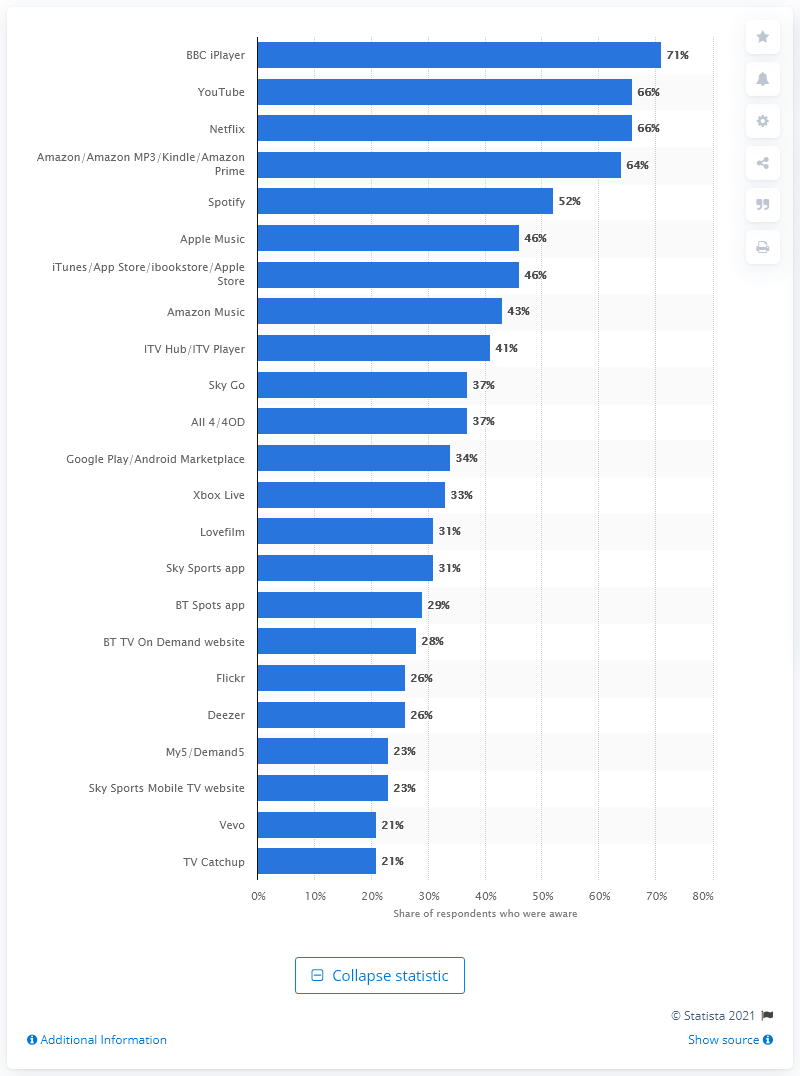 BBC iPlayer 71%
YouTube 66%
Netflix 66%
Amazon/Amazon MP3/Kindle/Amazon
Prime 64%
Spotify 52%
Apple Music 46%
iTunes/App Store/ibookstore/Apple
Store 46%
Amazon Music 43%
ITV Hub/ITV Player 41%
Sky Go 37%
All 4/4OD 37%
Google Play/Android Marketplace 34%
Xbox Live 33%
Lovefilm 31%
Sky Sports app 31%
BT Spots app 29%
BT TV On Demand website 28%
Flickr 26%
Deezer 26%
My5/Demand5 23%
Sky Sports Mobile TV website 23%
Vevo 21%
TV Catchup 21%
0% 10% 20% 30% 40% 50% 60% 70% 80%
Share of respondents who were aware
Collapse statistic
© Statista 2021
Additional Information Show source